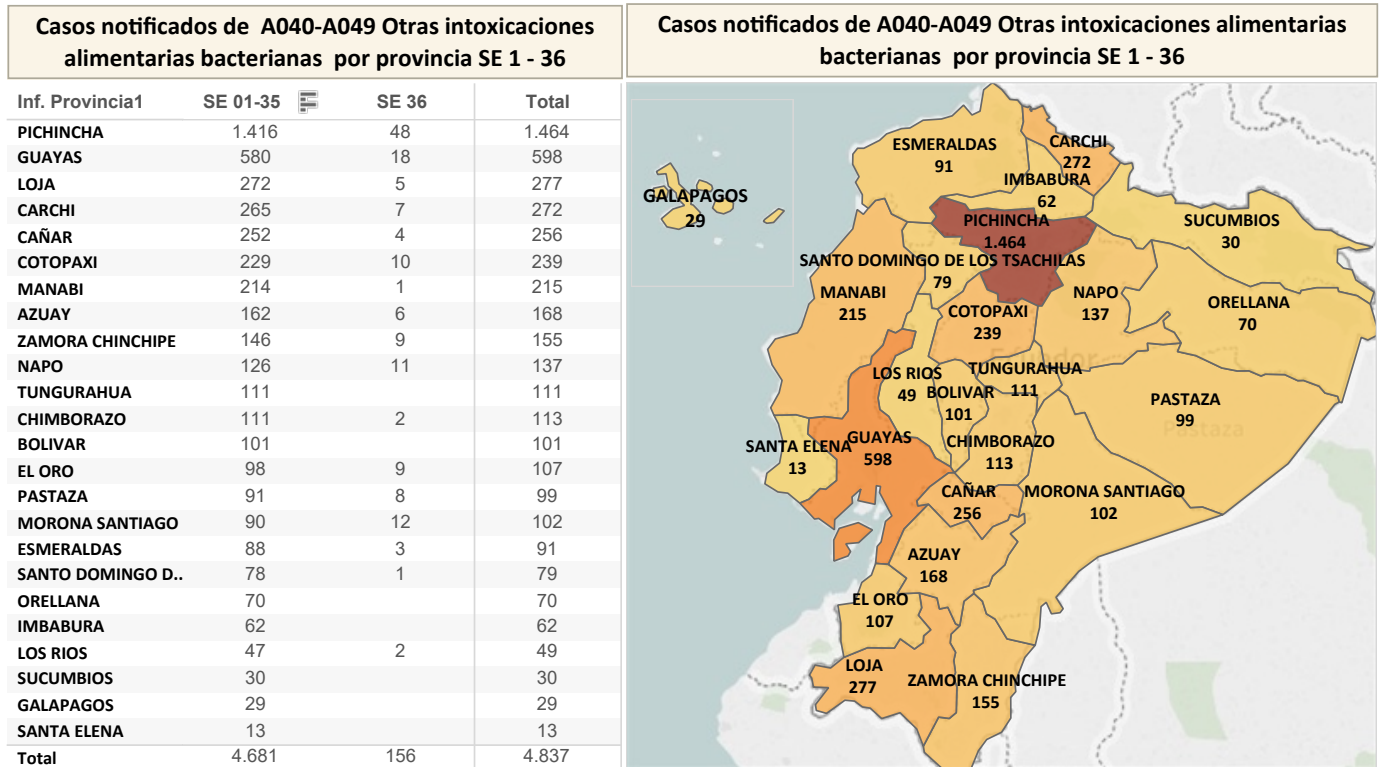 Casos notificados de A040-A049 Otras intoxicaciones
alimentarias bacterianas por provincia SE 1 - 36
Inf. Provincia1 SE 01-35 SE 36 Total
PICHINCHA 1.416 48 1.464
GUAYAS 580 18 598
LOJA 272 5 277
CARCHI 265 7 272
CAÑAR 252 4 256
COTOPAXI 229 10 239
MANABI 214 1 215
AZUAY 162 6 168
ZAMORA CHINCHIPE 146 9 155
NAPO 126 11 137
TUNGURAHUA 111 111
CHIMBORAZO 111 2 113
BOLIVAR 101 101
EL ORO 98 9 107
PASTAZA 91 8 99
MORONA SANTIAGO 90 12 102
ESMERALDAS 88 3 91
SANTO DOMINGO D.. 78 1 79
ORELLANA 70 70
IMBABURA 62 62
LOS RIOS 47 2 49
SUCUMBIOS 30 30
GALAPAGOS 29 29
SANTA ELENA 13 13
Total 4.681 156 4.837
Casos notificados de A040-A049 Otras intoxicaciones alimentarias
bacterianas por provincia SE 1 - 36
ESMERALDAS
91
CARCHI
272
IMBABURA
62
GALAPAGOS
29
PICHINCHA
1.464
SUCUMBIOS
30
SANTO DOMINGO DE LOS TSACHILAS
79
MANABI
215
NAPO
137
ORELLANA
70
COTOPAXI
239
Ecuador
LOS RIOS
49
TUNGURAHUA
111
BOLIVAR
101
PASTAZA
99
Pastaza
SANTA ELENA
13
GUAYAS
598
CHIMBORAZO
113
CAÑAR
256
MORONA SANTIAGO
102
AZUAY
168
EL ORO
107
LOJA
277
ZAMORA CHINCHIPE
155